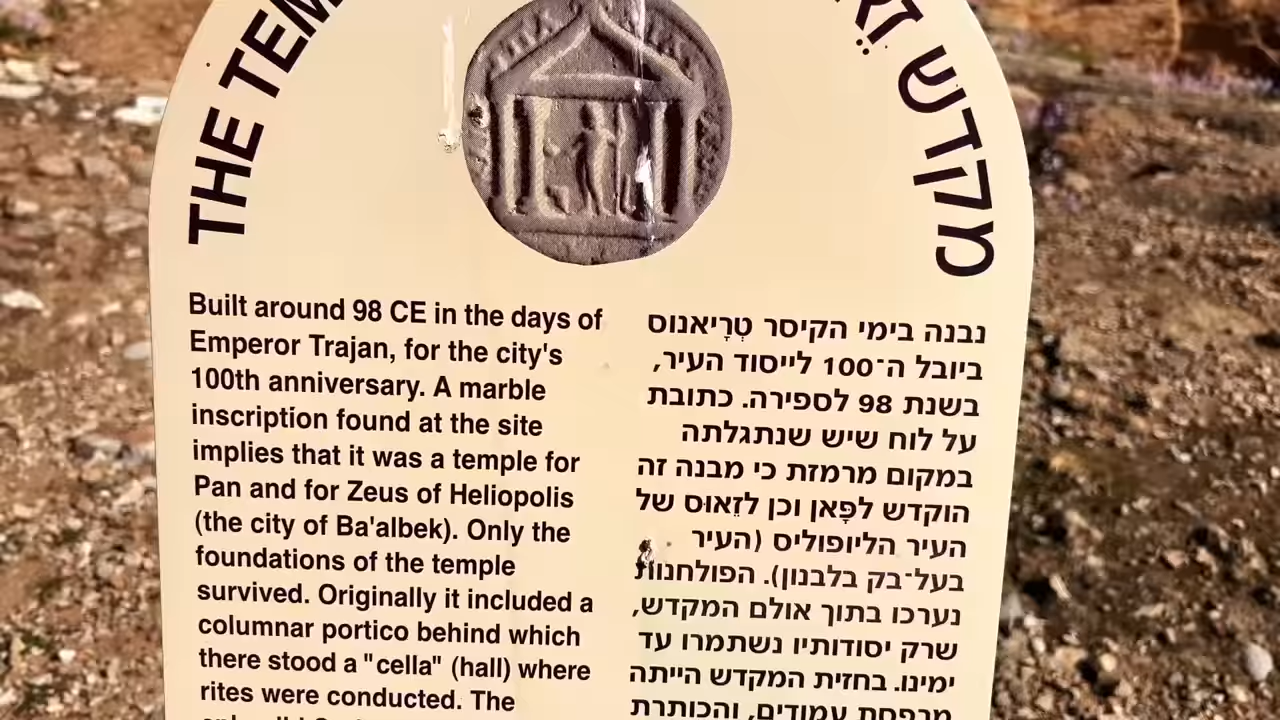 THE TEM
מקדש זֵא
Built around 98 CE in the days of
Emperor Trajan, for the city's
100th anniversary. A marble
inscription found at the site
implies that it was a temple for
Pan and for Zeus of Heliopolis
(the city of Ba'albek). Only the
foundations of the temple
survived. Originally it included a
columnar portico behind which
there stood a "cella" (hall) where
rites were conducted. The
נבנה בימי הקיסר טְרָיאנוס
ביובל ה־100 לייסוד העיר,
בשנת 98 לספירה. כתובת
על לוח שיש שנתגלתה
במקום מרמזת כי מבנה זה
הוקדש לפָּאן וכן לזֵאוּס של
העיר הליופוליס (העיר
בעל־בק בלבנון). הפולחנות
נערכו בתוך אולם המקדש,
שרק יסודותיו נשתמרו עד
ימינו. בחזית המקדש הייתה
מרפסת עמודים, והכותרת